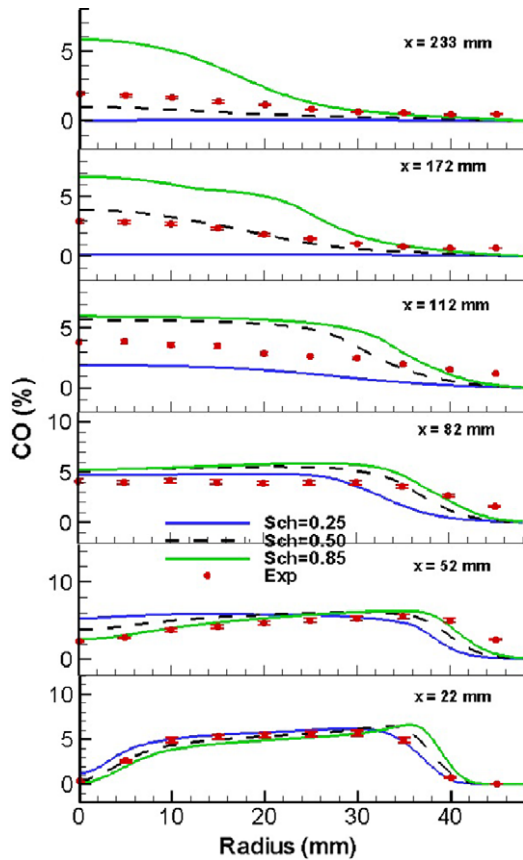 x = 233 mm
5
0
x = 172 mm
5
0
x = 112 mm
5
0
CO (%)
10
x = 82 mm
5
0
Sch=0.25
Sch=0.50
Sch=0.85
Exp
10
x = 52 mm
0
10
x = 22 mm
5
0
0 10 20 30 40
Radius (mm)